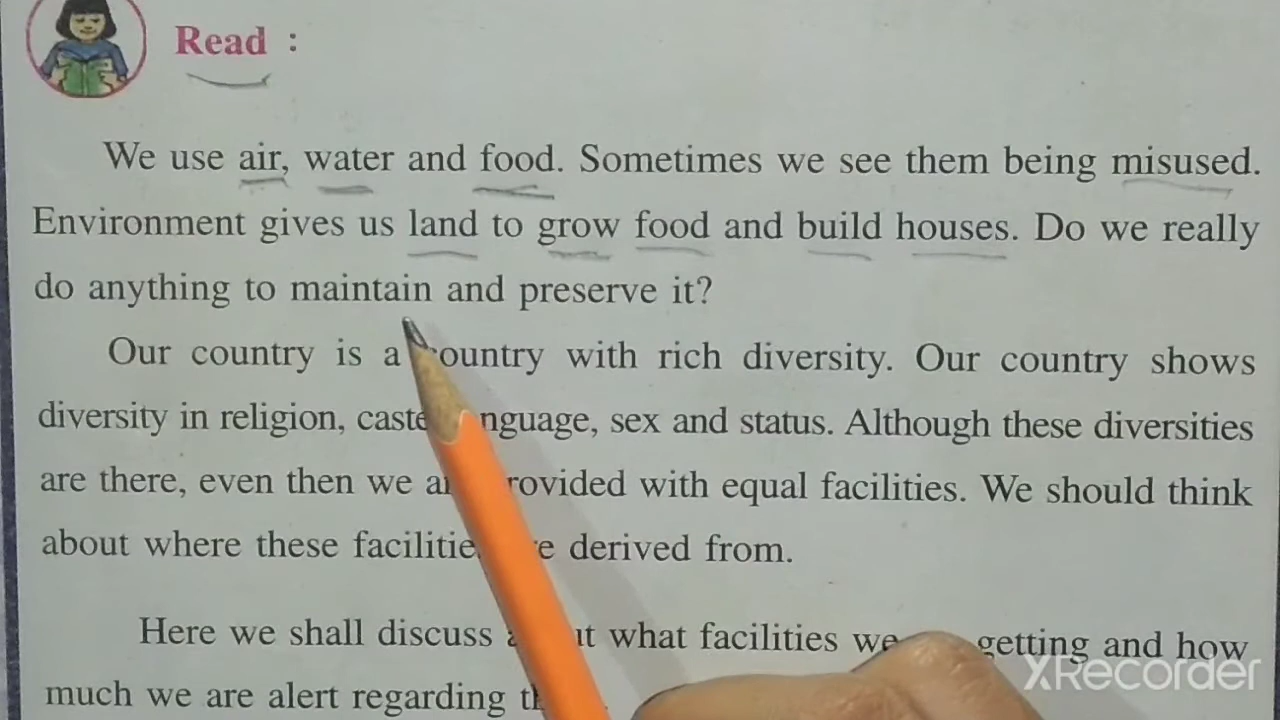 Read :
We use air, water and food. Sometimes we see them being misused.
Environment gives us land to grow food and build houses. Do we really
do anything to maintain and preserve it?
Our country is a country with rich diversity. Our country shows
diversity in religion, caste, language, sex and status. Although these diversities
are there, even then we are provided with equal facilities. We should think
about where these facilities are derived from.
Here we shall discuss about what facilities we getting and how
much we are alert regarding
XRecorder